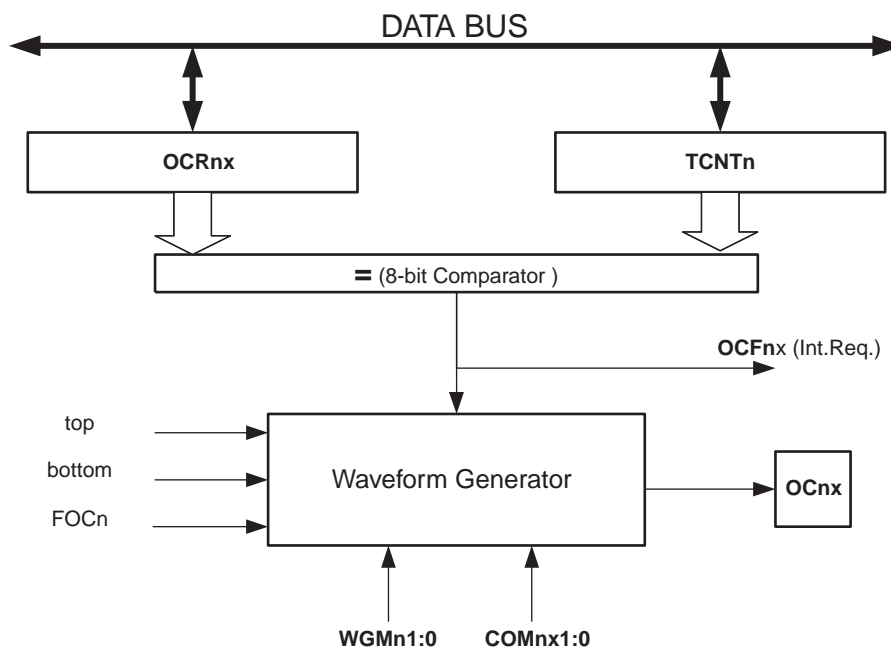 DATA BUS
OCRnx
TCNTn
= (8-bit Comparator )
OCFnx (Int.Req.)
top
bottom
FOCn
Waveform Generator
OCnx
WGMn1:0
COMnx1:0